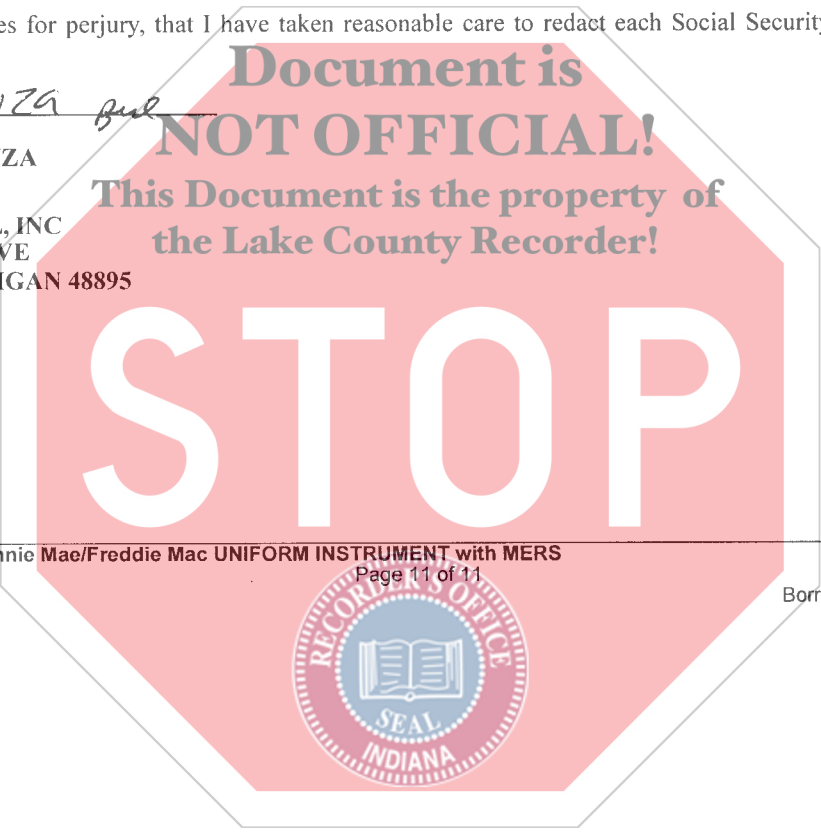 es for perjury, that I have taken reasonable care to redact each Social Security
Document is
NOT OFFICIAL!
ZA
This Document is the property of
, INC
the Lake County Recorder!
VE
IGAN 48895
STOP
nnie Mae/Freddie Mac UNIFORM INSTRUMENT with MERS
Page 11 of 11
Borr
RECORDER'S OFFICE
SEAL
INDIANA